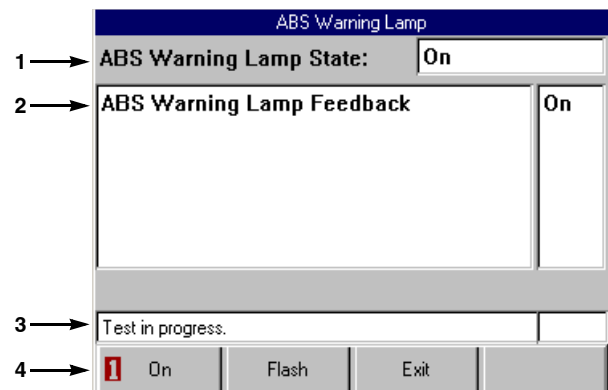 ABS Warning Lamp
1 ABS Warning Lamp State: On
2 ABS Warning Lamp Feedback On
3 Test in progress.
4 1 On Flash Exit